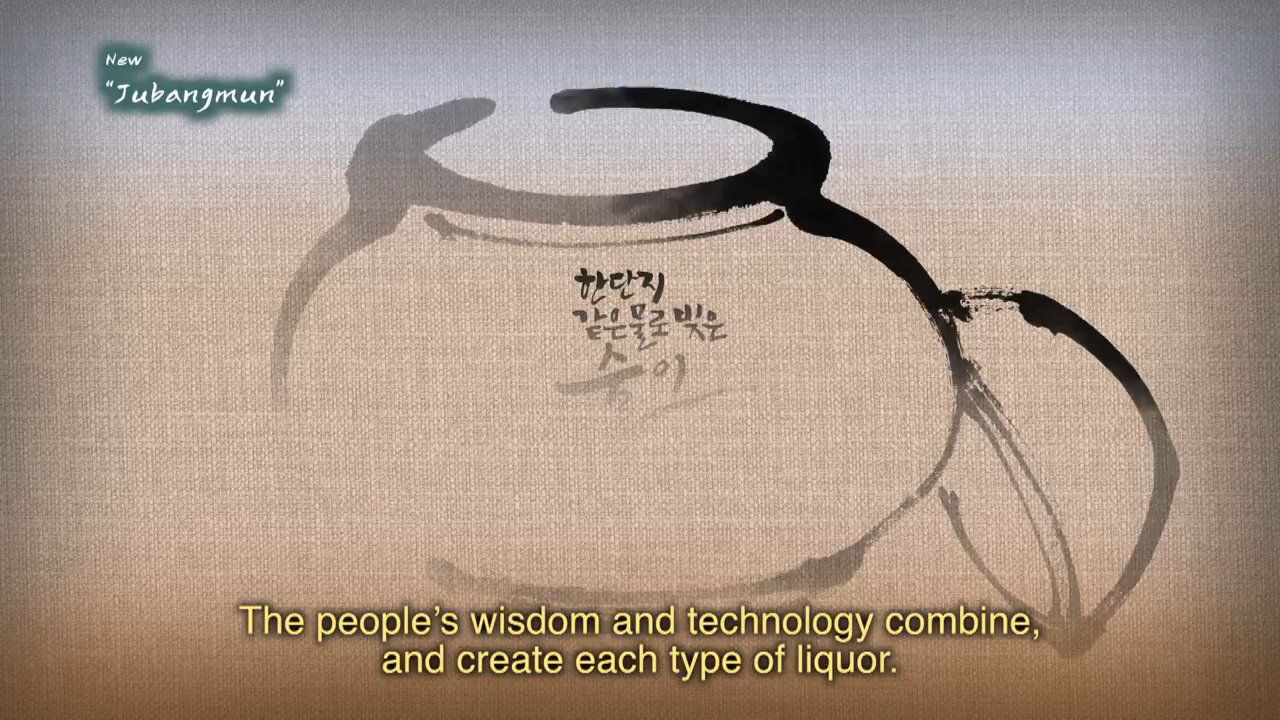 New
“Jubangmun”
한단지
같은물로 빚은
술이
The people’s wisdom and technology combine,
and create each type of liquor.